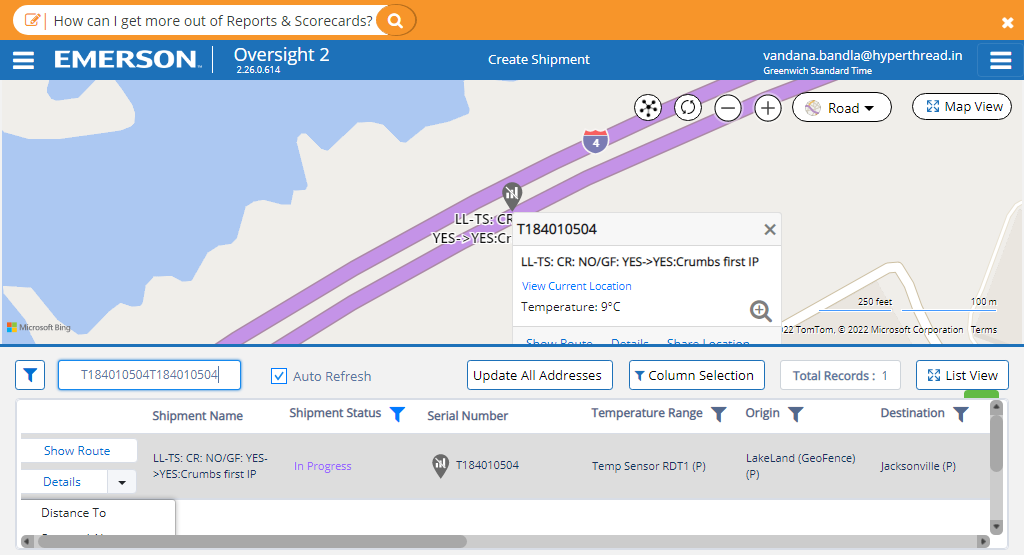 How can I get more out of Reports & Scorecards?
EMERSON
Oversight 2
2.26.0.614
Create Shipment
vandana.bandla@hyperthread.in
Greenwich Standard Time
Road
Map View
4
LL-TS: CR
YES->YES:Cr
T184010504
LL-TS: CR: NO/GF: YES->YES:Crumbs first IP
View Current Location
Temperature: 9°C
Show Route Details Share Location
250 feet 100 m
Microsoft Bing
22 TomTom, © 2022 Microsoft Corporation Terms
T184010504T184010504
Auto Refresh
Update All Addresses
Column Selection
Total Records : 1
List View
Shipment Name Shipment Status Serial Number Temperature Range Origin Destination
Show Route
Details
LL-TS: CR: NO/GF: YES-
>YES:Crumbs first IP
In Progress
T184010504
Temp Sensor RDT1 (P)
LakeLand (GeoFence)
(P)
Jacksonville (P)
Distance To